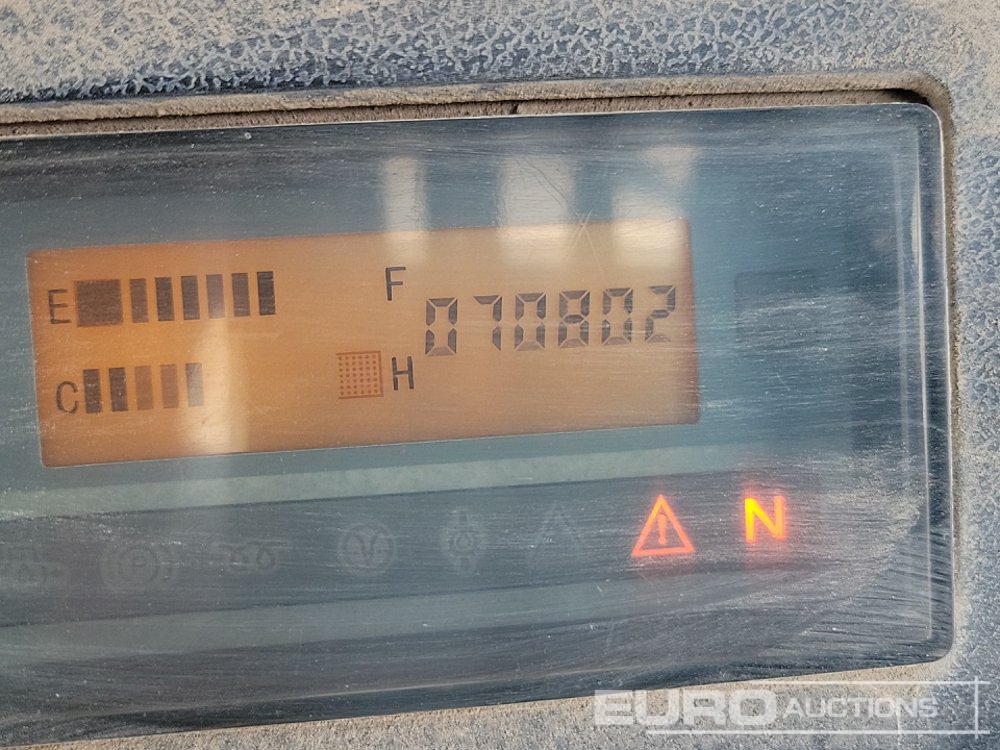 E F 070802
C H
P V N
EURO AUCTIONS